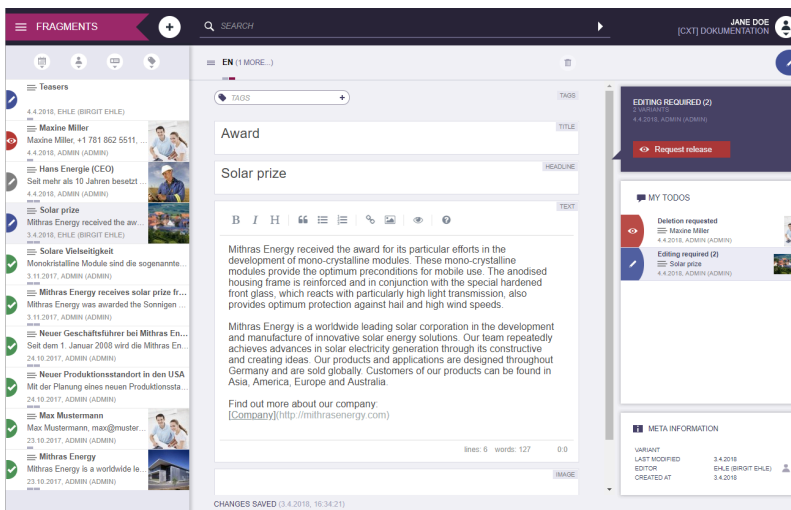 FRAGMENTS
+
SEARCH
JANE DOE
[CXT] DOKUMENTATION
Teasers
4.4.2018, EHLE (BIRGIT EHLE)
Maxine Miller
Maxine Miller, +1 781 862 5511, ...
4.4.2018, ADMIN (ADMIN)
Hans Energie (CEO)
Seit mehr als 10 Jahren besetzt ...
4.4.2018, ADMIN (ADMIN)
Solar prize
Mithras Energy received the aw...
3.4.2018, EHLE (BIRGIT EHLE)
Solare Vielseitigkeit
Monokristalline Module sind die sogenannte...
3.11.2017, ADMIN (ADMIN)
Mithras Energy receives solar prize fr...
Mithras Energy was awarded the Sonnigen ...
3.11.2017, ADMIN (ADMIN)
Neuer Geschäftsführer bei Mithras En...
Seit dem 1. Januar 2008 wird die Mithras En...
24.10.2017, ADMIN (ADMIN)
Neuer Produktionsstandort in den USA
Mit der Planung eines neuen Produktionssta...
24.10.2017, ADMIN (ADMIN)
Max Mustermann
Max Mustermann, max@muster...
23.10.2017, ADMIN (ADMIN)
Mithras Energy
Mithras Energy is a worldwide le...
23.10.2017, ADMIN (ADMIN)
EN (1 MORE...)
TAGS +
TAGS
TITLE
Award
HEADLINE
Solar prize
TEXT
B I H
Mithras Energy received the award for its particular efforts in the
development of mono-crystalline modules. These mono-crystalline
modules provide the optimum preconditions for mobile use. The anodised
housing frame is reinforced and in conjunction with the special hardened
front glass, which reacts with particularly high light transmission, also
provides optimum protection against hail and high wind speeds.
Mithras Energy is a worldwide leading solar corporation in the development
and manufacture of innovative solar energy solutions. Our team repeatedly
achieves advances in solar electricity generation through its constructive
and creating ideas. Our products and applications are designed throughout
Germany and are sold globally. Customers of our products can be found in
Asia, America, Europe and Australia.
Find out more about our company:
[Company](http://mithrasenergy.com)
lines: 6 words: 127 0:0
IMAGE
CHANGES SAVED (3.4.2018, 16:34:21)
EDITING REQUIRED (2)
2 VARIANTS
4.4.2018, ADMIN (ADMIN)
Request release
MY TODOS
Deletion requested
Maxine Miller
4.4.2018, ADMIN (ADMIN)
Editing required (2)
Solar prize
4.4.2018, ADMIN (ADMIN)
META INFORMATION
VARIANT
LAST MODIFIED 3.4.2018
EDITOR EHLE (BIRGIT EHLE)
CREATED AT 3.4.2018